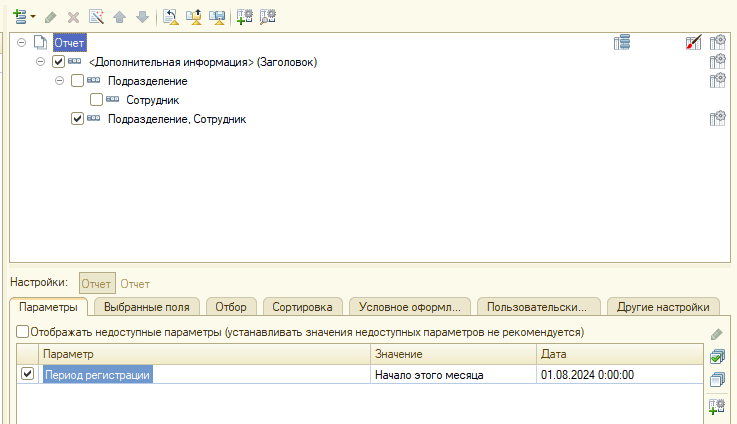 Отчет
<Дополнительная информация> (Заголовок)
Подразделение
Сотрудник
Подразделение, Сотрудник
Настройки: Отчет Отчет
Параметры Выбранные поля Отбор Сортировка Условное оформл... Пользовательски... Другие настройки
Отображать недоступные параметры (устанавливать значения недоступных параметров не рекомендуется)
Параметр Значение Дата
Период регистрации Начало этого месяца 01.08.2024 0:00:00